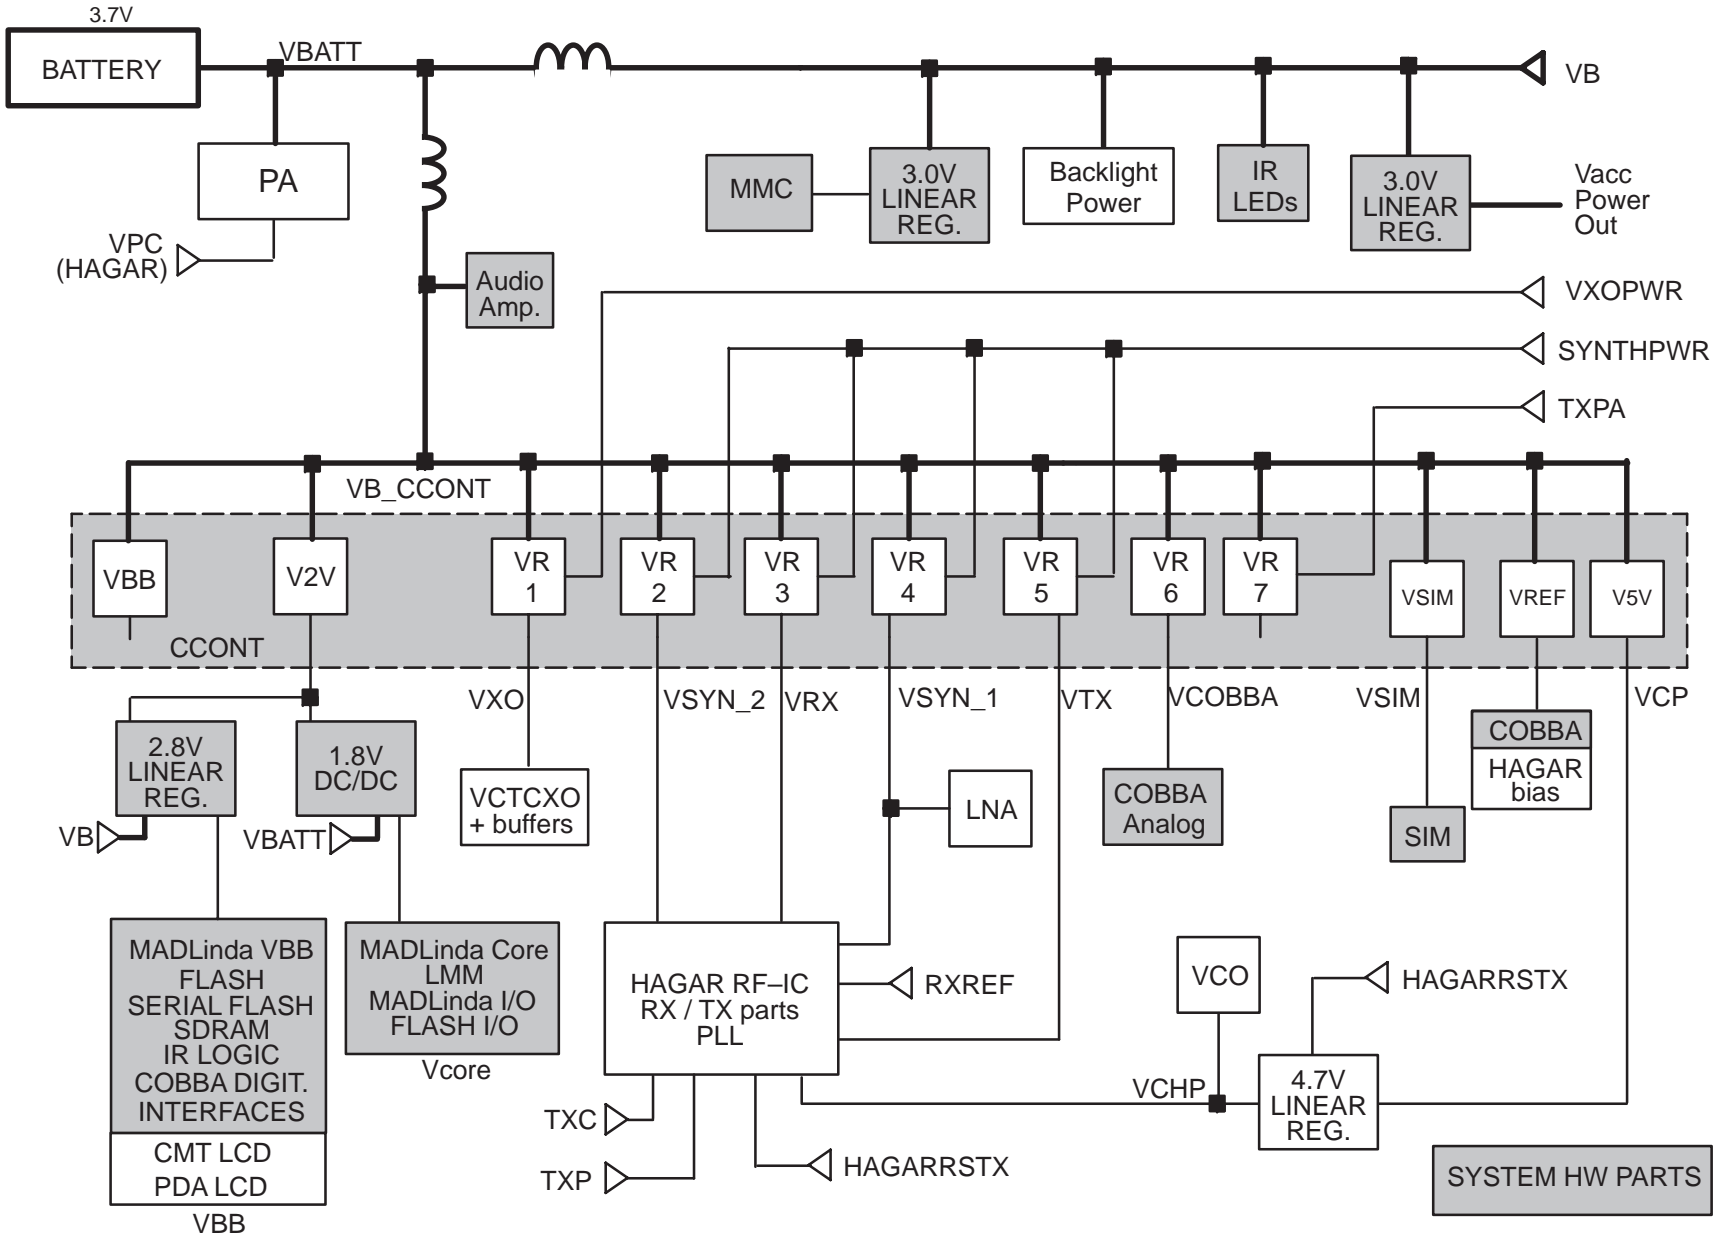 3.7V
BATTERY
VBATT
VB
PA
MMC
3.0V
LINEAR
REG.
Backlight
Power
IR
LEDs
3.0V
LINEAR
REG.
Vacc
Power
Out
VPC
(HAGAR)
Audio
Amp.
VXOPWR
SYNTHPWR
TXPA
VB_CCONT
VBB
V2V
VR
1
VR
2
VR
3
VR
4
VR
5
VR
6
VR
7
VSIM
VREF
V5V
CCONT
VXO
VSYN_2
VRX
VSYN_1
VTX
VCOBBA
VSIM
VCP
2.8V
LINEAR
REG.
1.8V
DC/DC
VB
VBATT
VCTCXO
+ buffers
LNA
COBBA
Analog
SIM
COBBA
HAGAR
bias
MADLinda VBB
FLASH
SERIAL FLASH
SDRAM
IR LOGIC
COBBA DIGIT.
INTERFACES
CMT LCD
PDA LCD
VBB
MADLinda Core
LMM
MADLinda I/O
FLASH I/O
Vcore
HAGAR RF–IC
RX / TX parts
PLL
RXREF
VCO
HAGARRSTX
VCHP
4.7V
LINEAR
REG.
TXC
TXP
HAGARRSTX
SYSTEM HW PARTS